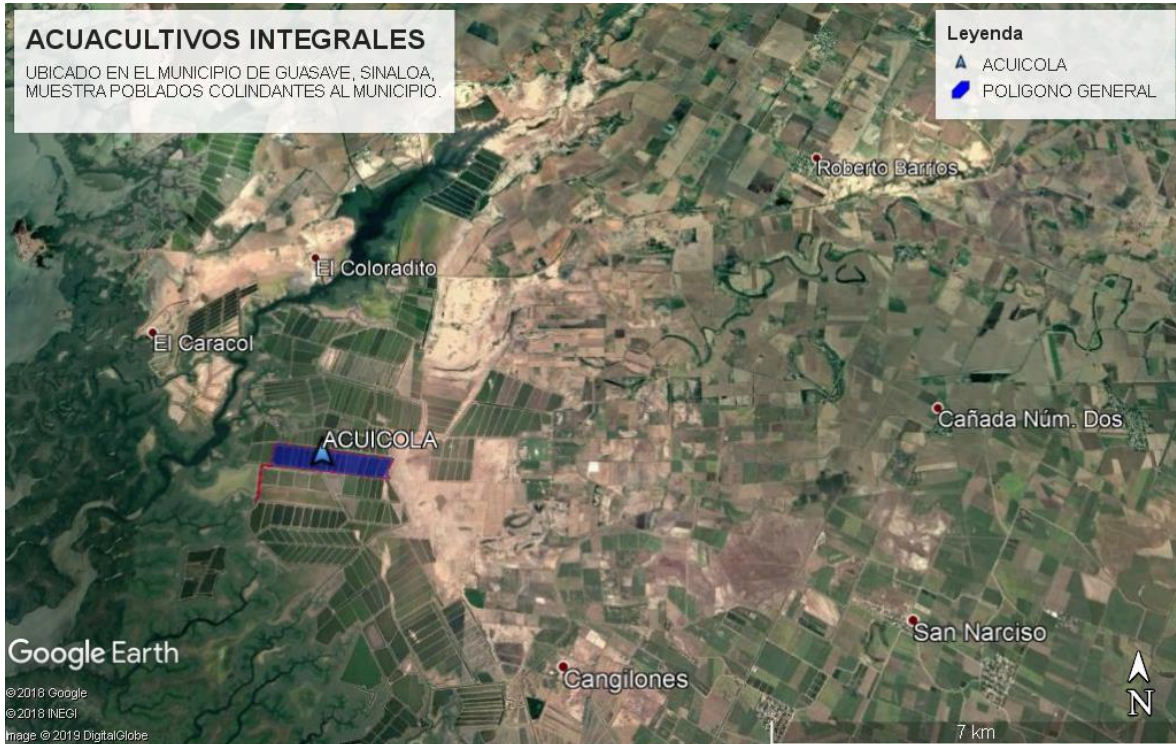 ACUACULTIVOS INTEGRALES
UBICADO EN EL MUNICIPIO DE GUASAVE, SINALOA,
MUESTRA POBLADOS COLINDANTES AL MUNICIPIO.
Leyenda
ACUICOLA
POLIGONO GENERAL
Roberto Barrios
El Coloradito
El Caracol
Cañada Núm. Dos
ACUICOLA
San Narciso
Cangilones
Google Earth
© 2018 Google
© 2018 INEGI
Image © 2019 DigitalGlobe
N
7 km